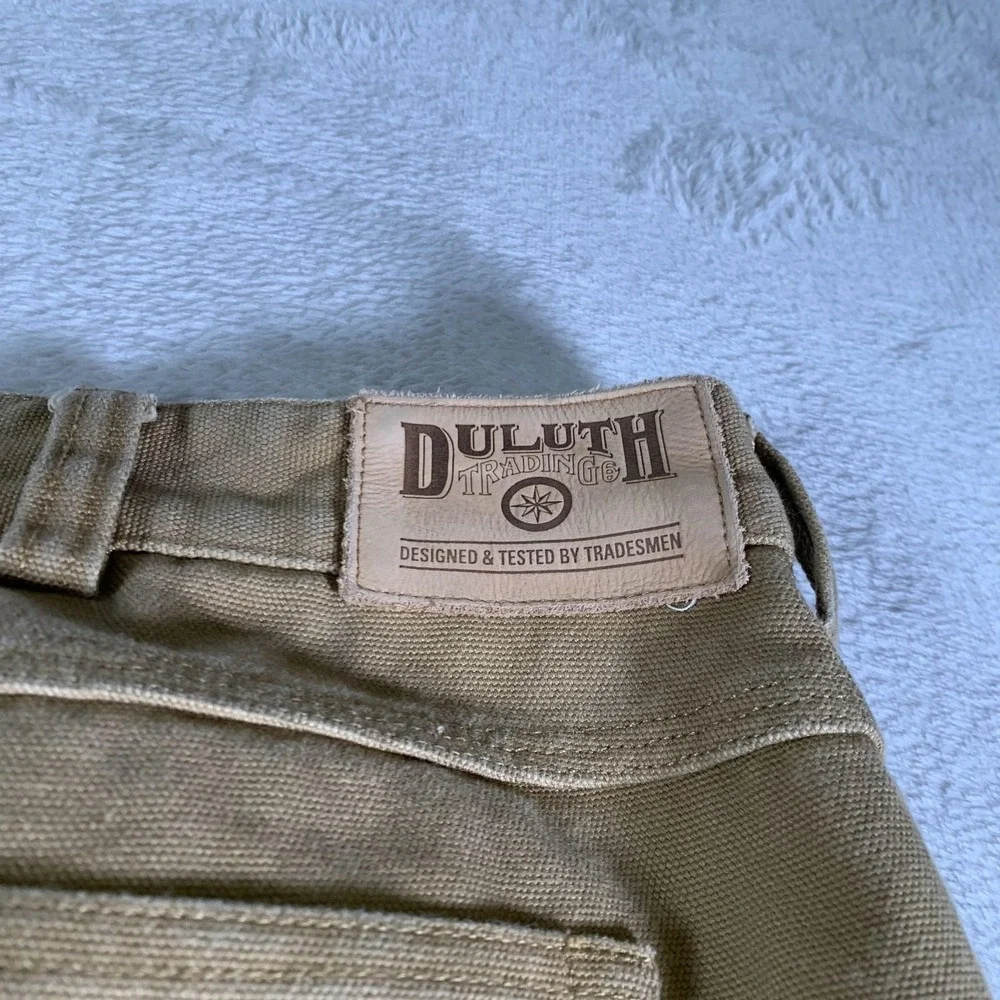 DULUTH
TRADING Co
DESIGNED & TESTED BY TRADESMEN